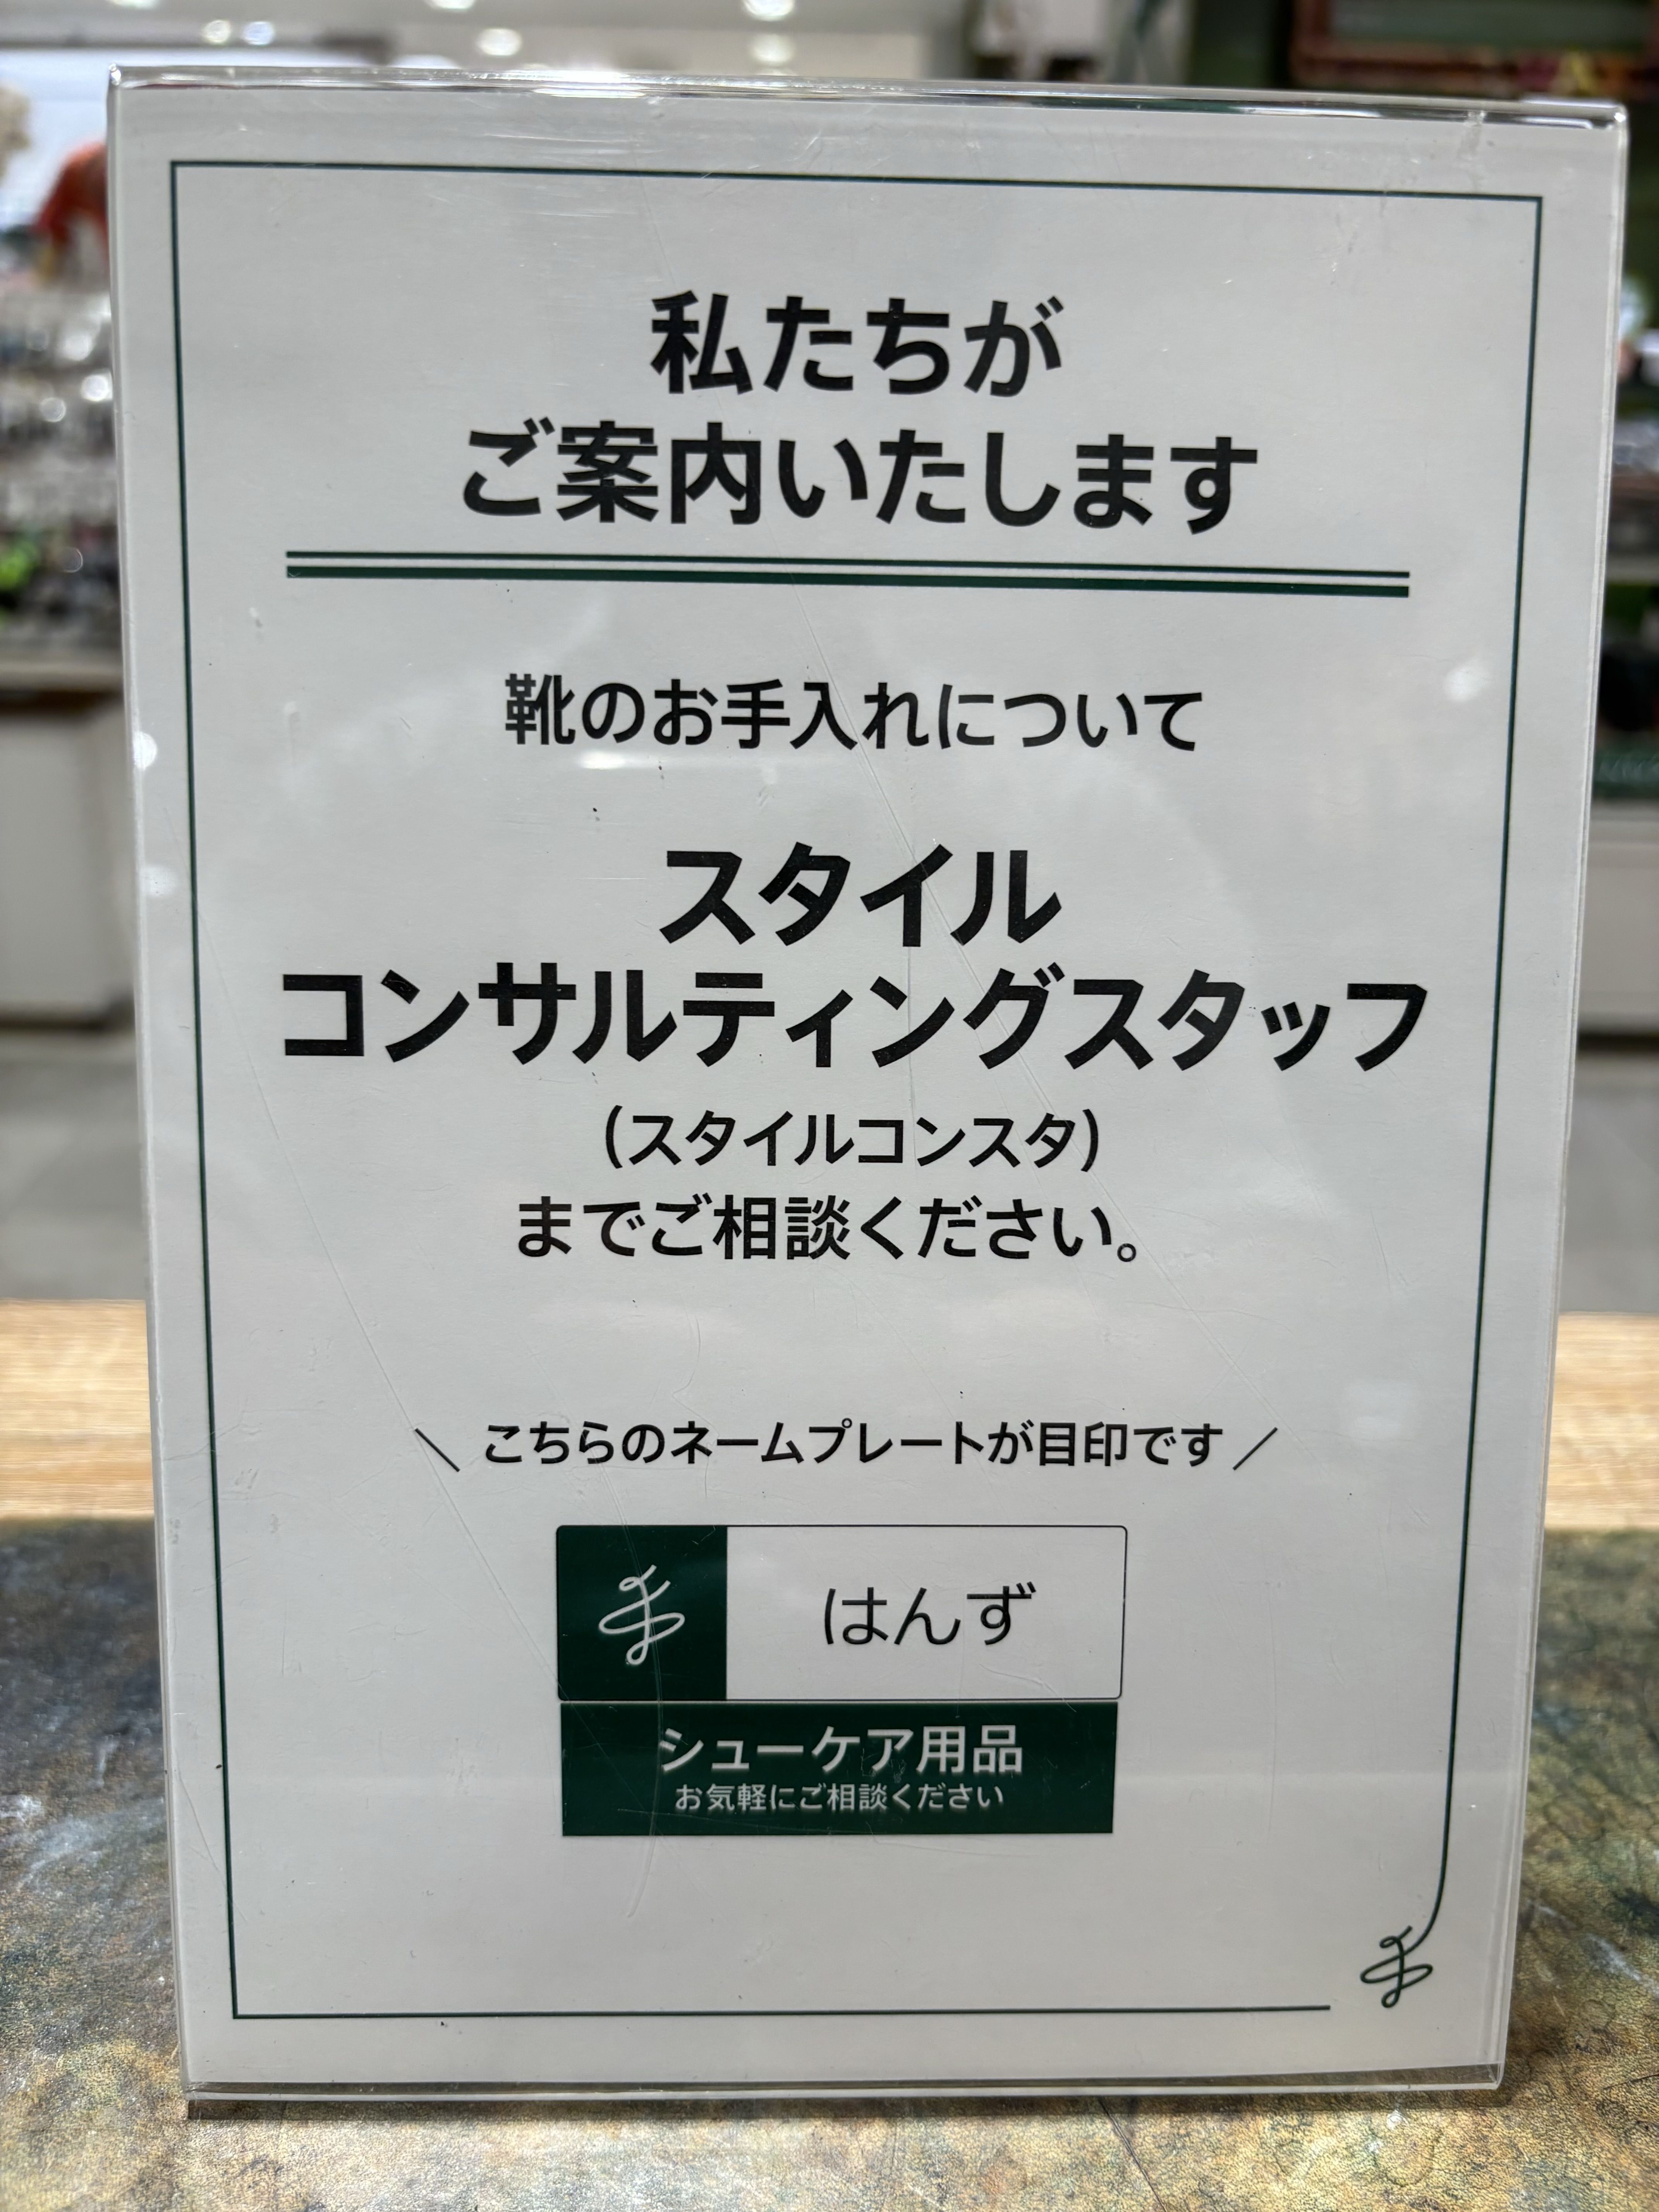 私たちが
ご案内いたします
靴のお手入れについて
スタイル
コンサルティングスタッフ
(スタイルコンスタ)
までご相談ください。
\ こちらのネームプレートが目印です /
手 はんず
シューケア用品
お気軽にご相談ください
手